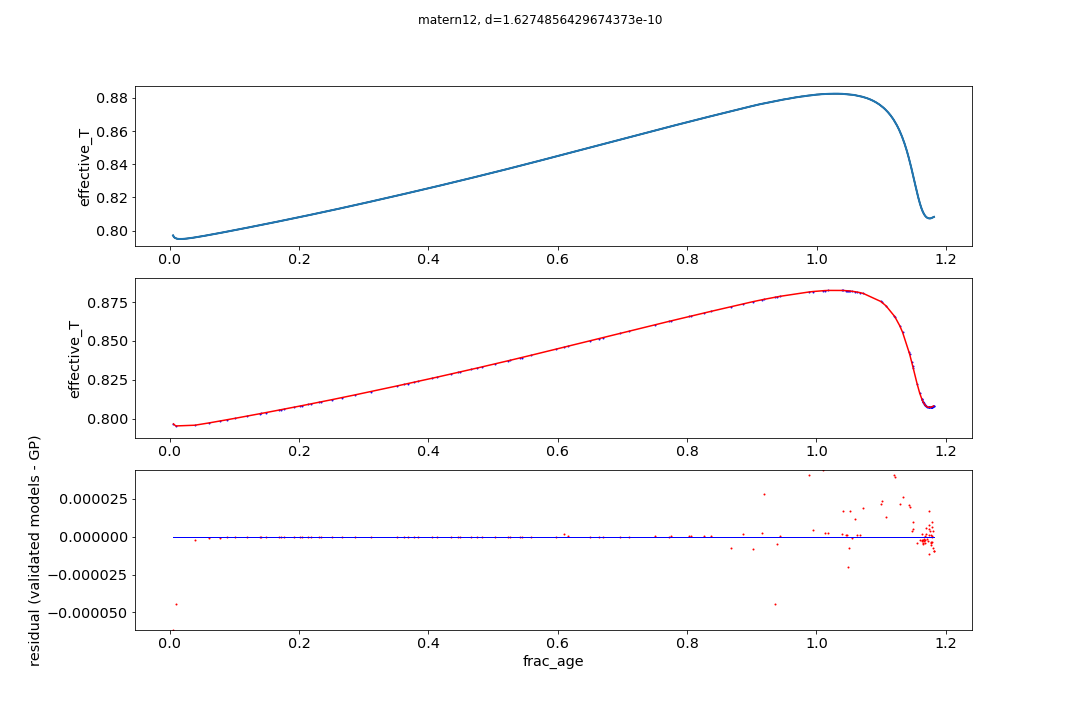 matern12, d=1.6274856429674373e-10
effective_T
0.88
0.86
0.84
0.82
0.80
0.0 0.2 0.4 0.6 0.8 1.0 1.2
effective_T
0.875
0.850
0.825
0.800
0.0 0.2 0.4 0.6 0.8 1.0 1.2
residual (validated models - GP)
0.000025
0.000000
−0.000025
−0.000050
0.0 0.2 0.4 0.6 0.8 1.0 1.2
frac_age